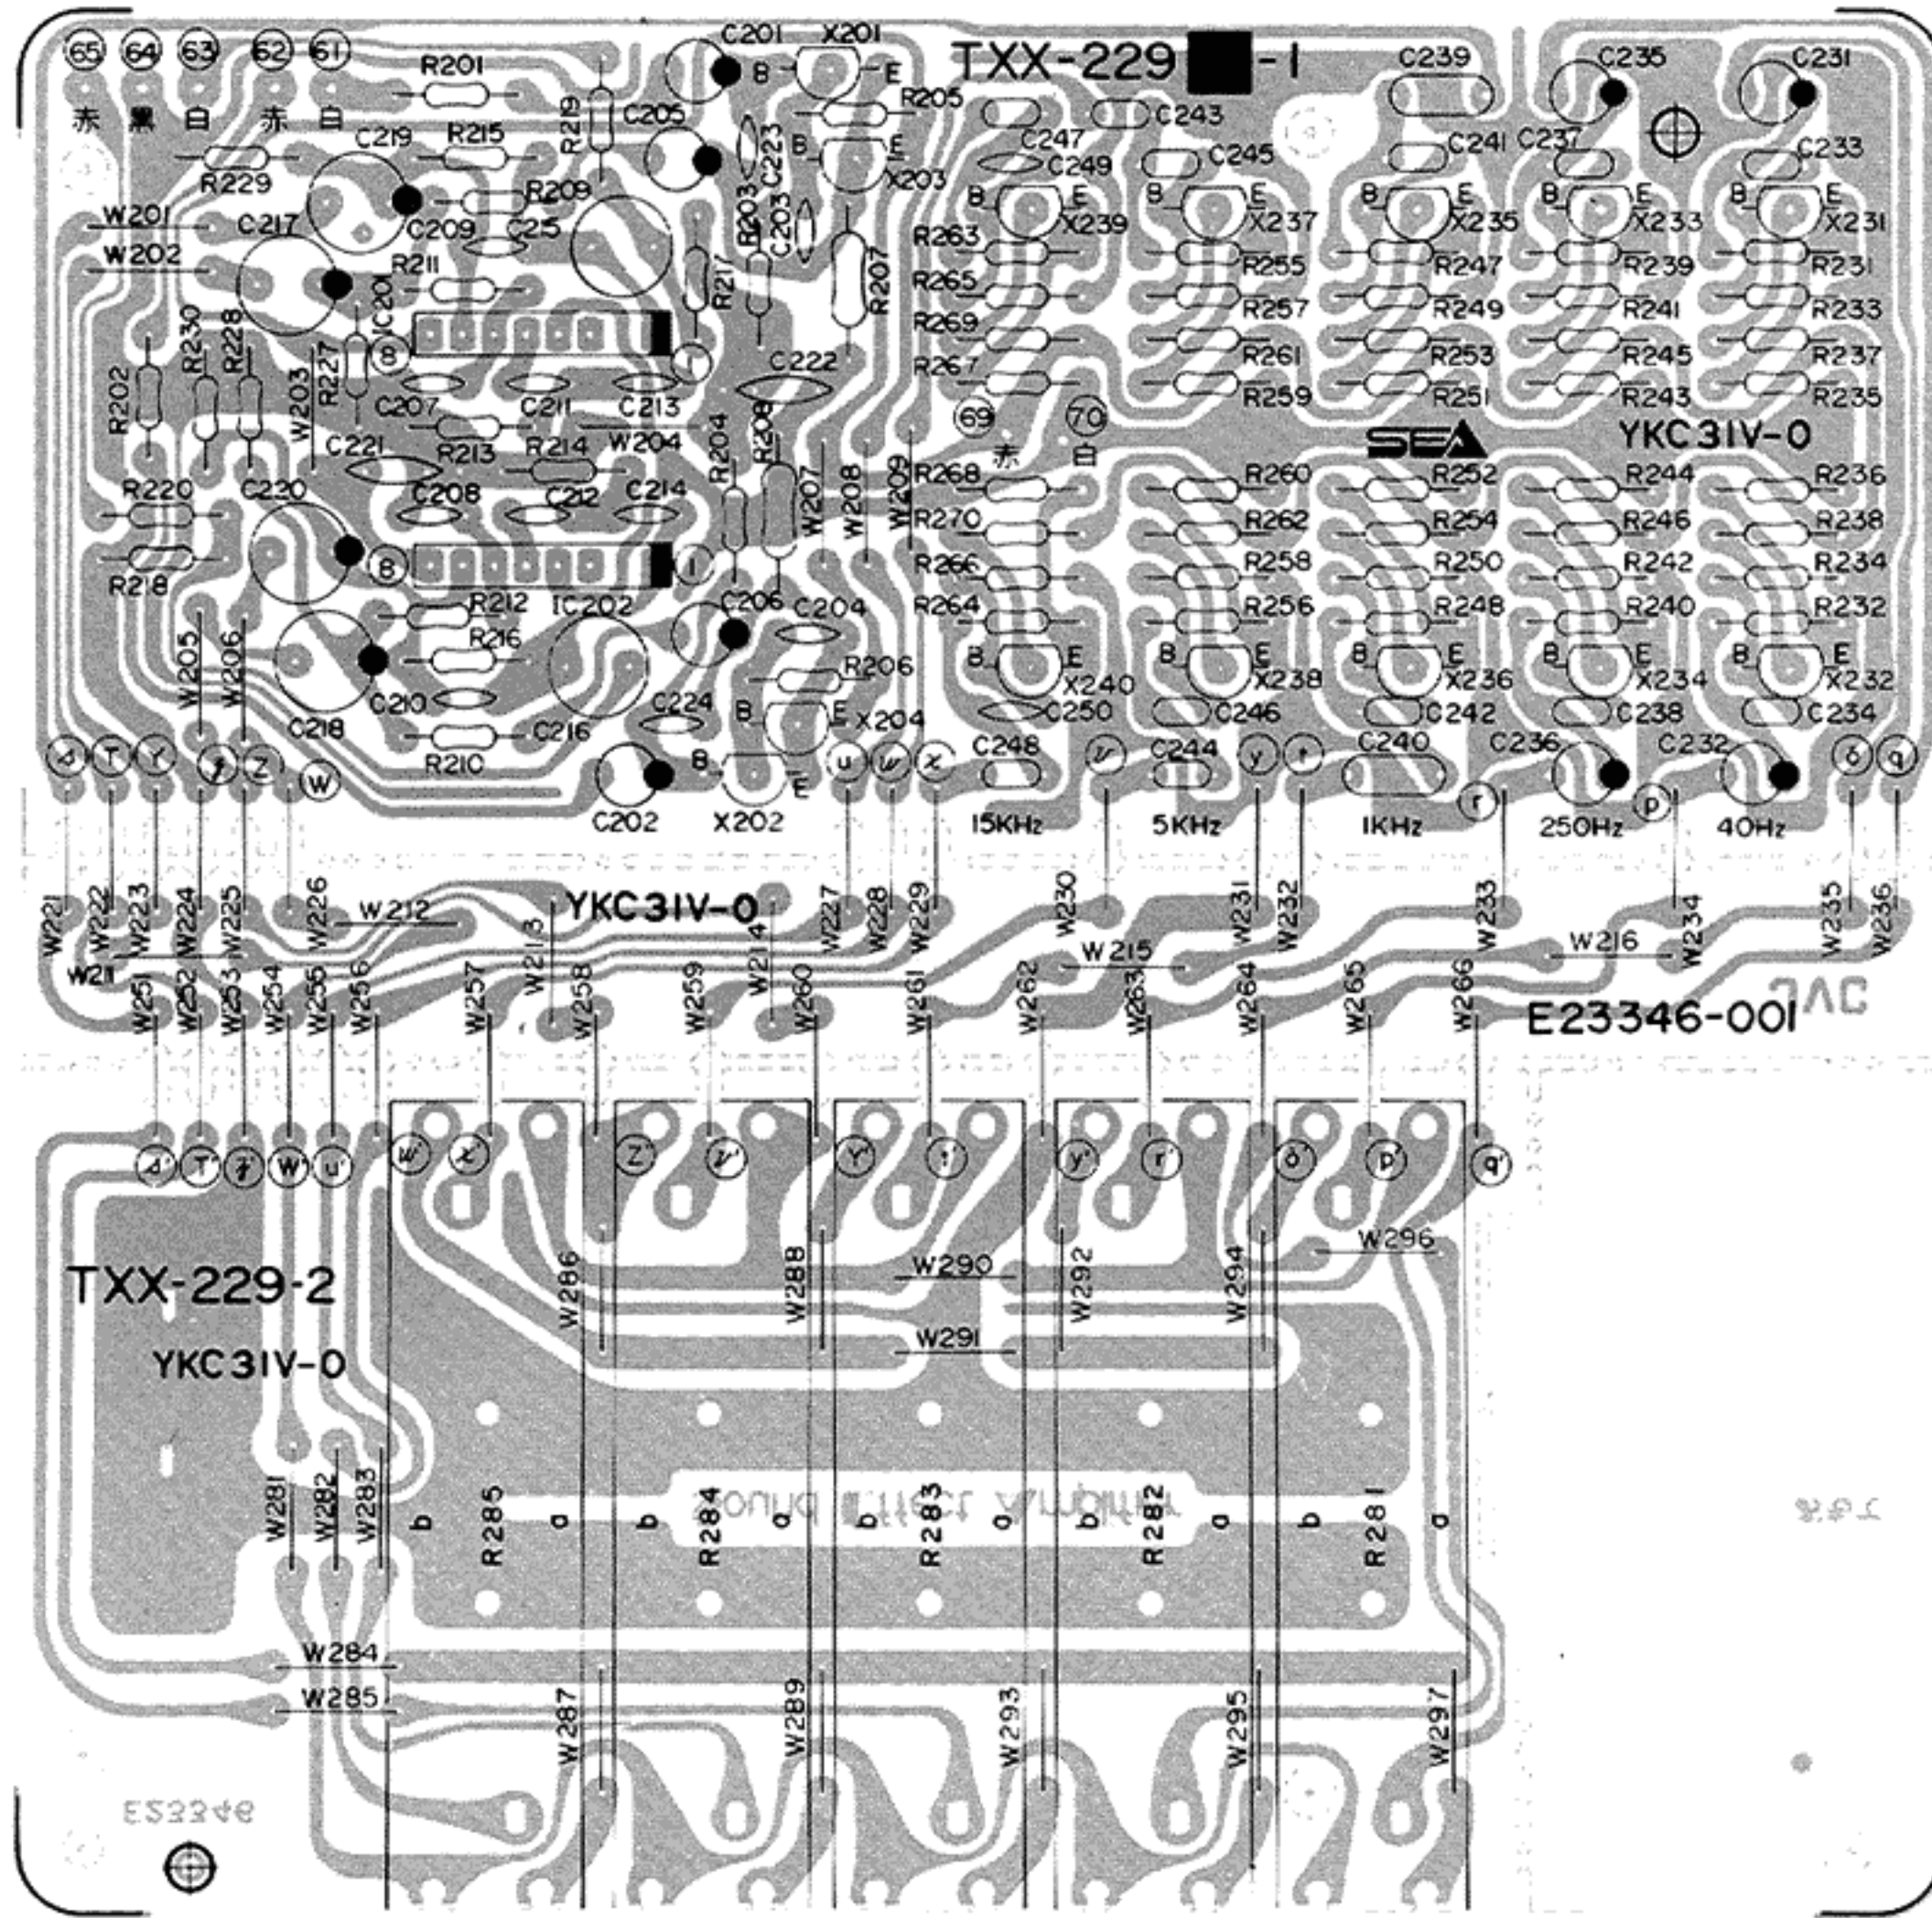 65 64 63 62 61
赤 黒 白 赤 白
R201
C201 X201
B E
TXX-229 -1
C239 C235 C231
R219 C205 R205
C243
C219 R215
C223
B E
C247
C249
C245
C241
C237
C233
R229
R209
X203
W201
C217
C209 C215
R203
C203
B E X239
B E X237
B E X235
B E X233
B E X231
W202
R211
R217
R207
R263
R255 R247 R239 R231
R265
R257 R249 R241 R233
IC201
R269
R261 R253 R245 R237
R202 R230 R228 W203 R227
8 1
C222
R267
R259 R251 R243 R235
C207 C211 C213
69 70
赤 白
C221
R213 R214 W204
R204 R208
SEA YKC31V-0
W207 W208 W209
R268 R260 R252 R244 R236
R220 C220 C208 C212 C214
R270 R262 R254 R246 R238
8 1
R266 R258 R250 R242 R234
R218
R212 IC202
C206 C204
R264 R256 R248 R240 R232
W205 W206
R216
R206
B E X240
B E X238
B E X236
B E X234
B E X232
C218 C210 C216 C224
B E X204
C250 C246 C242 C238 C234
R210
C248 C244 C240 C236 C232
T Y Z W
u w x
y t r p q
B E
C202 X202
15KHz 5KHz 1KHz 250Hz 40Hz
W221 W222 W223 W224 W225 W226
W212
YKC31V-0
W227 W228 W229
W230 W231 W232 W233 W234 W235 W236
W211
W213 W214
W215
W216
W251 W252 W253 W254 W255 W256 W257 W258 W259 W260 W261 W262 W263 W264 W265 W266
JVC
E23346-001
T' W' u' w' x' Z' Y' t' y' r' p' q'
TXX-229-2
W286 W288
W290
W292 W294
W296
YKC31V-0
W291
W281 W282 W283
b R285 a
b R284 a
b R283 a
b R282 a
b R281 a
Sound Effect Amplifier
W284
W285
W287 W289 W293 W295 W297
E23346